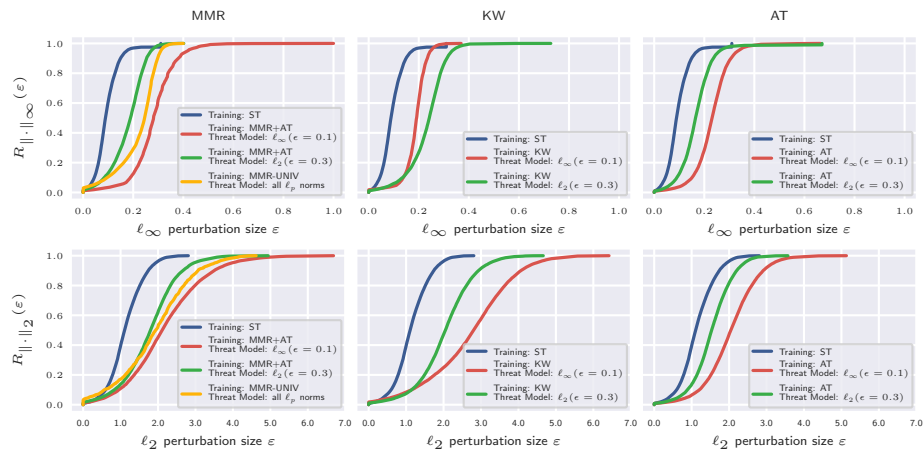 MMR KW AT
R‖·‖∞(ε)
1.0
0.8
0.6
0.4
0.2
0.0
Training: ST
Training: MMR+AT
Threat Model: ℓ∞(ϵ = 0.1)
Training: MMR+AT
Threat Model: ℓ2(ϵ = 0.3)
Training: MMR-UNIV
Threat Model: all ℓp norms
0.0 0.2 0.4 0.6 0.8 1.0
ℓ∞ perturbation size ε
Training: ST
Training: KW
Threat Model: ℓ∞(ϵ = 0.1)
Training: KW
Threat Model: ℓ2(ϵ = 0.3)
0.0 0.2 0.4 0.6 0.8 1.0
ℓ∞ perturbation size ε
Training: ST
Training: AT
Threat Model: ℓ∞(ϵ = 0.1)
Training: AT
Threat Model: ℓ2(ϵ = 0.3)
0.0 0.2 0.4 0.6 0.8 1.0
ℓ∞ perturbation size ε
R‖·‖2(ε)
1.0
0.8
0.6
0.4
0.2
0.0
Training: ST
Training: MMR+AT
Threat Model: ℓ∞(ϵ = 0.1)
Training: MMR+AT
Threat Model: ℓ2(ϵ = 0.3)
Training: MMR-UNIV
Threat Model: all ℓp norms
0.0 1.0 2.0 3.0 4.0 5.0 6.0 7.0
ℓ2 perturbation size ε
Training: ST
Training: KW
Threat Model: ℓ∞(ϵ = 0.1)
Training: KW
Threat Model: ℓ2(ϵ = 0.3)
0.0 1.0 2.0 3.0 4.0 5.0 6.0 7.0
ℓ2 perturbation size ε
Training: ST
Training: AT
Threat Model: ℓ∞(ϵ = 0.1)
Training: AT
Threat Model: ℓ2(ϵ = 0.3)
0.0 1.0 2.0 3.0 4.0 5.0 6.0 7.0
ℓ2 perturbation size ε